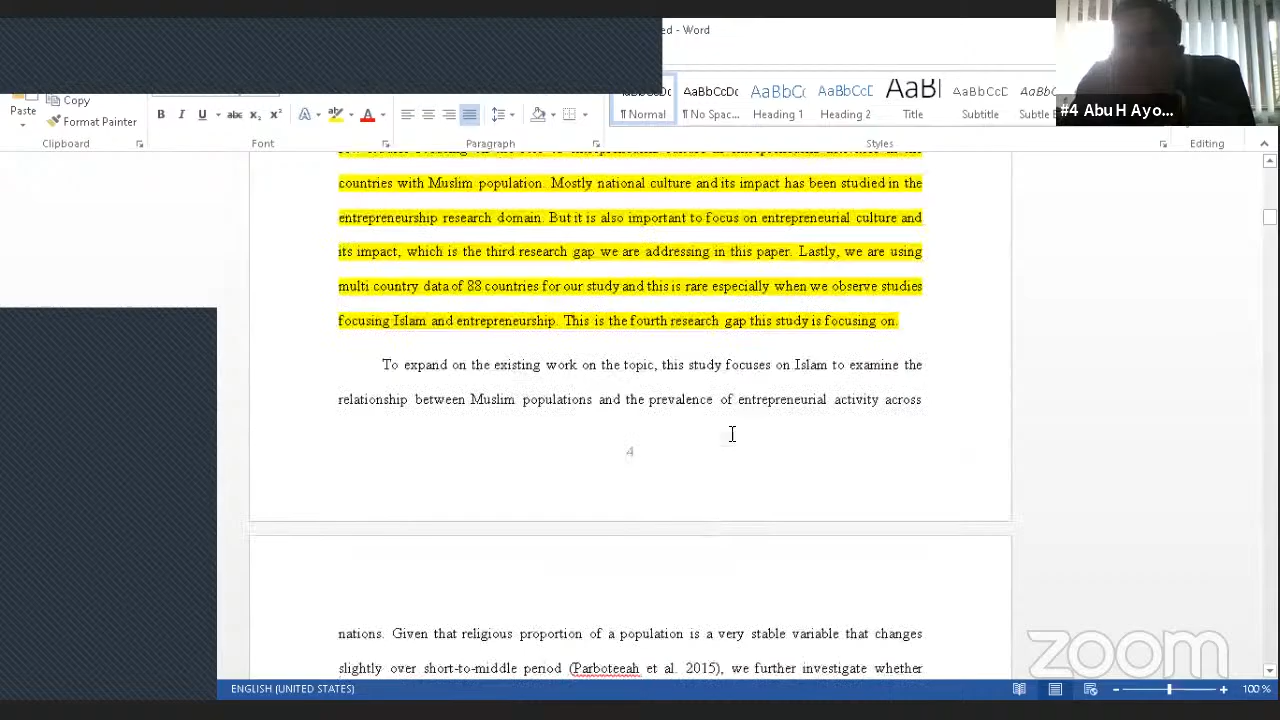 ed - Word
#4 Abu H Ayo...
Paste
Copy
Format Painter
B I U abc x₂ x² A A
AaBbCcDc AaBbCcDc AaBbC( AaBbCcD AaBl AaBbCcD
¶ Normal ¶ No Spac... Heading 1 Heading 2 Title Subtitle Subtle E
Clipboard Font Paragraph Styles Editing
countries with Muslim population. Mostly national culture and its impact has been studied in the
entrepreneurship research domain. But it is also important to focus on entrepreneurial culture and
its impact, which is the third research gap we are addressing in this paper. Lastly, we are using
multi country data of 88 countries for our study and this is rare especially when we observe studies
focusing Islam and entrepreneurship. This is the fourth research gap this study is focusing on.
To expand on the existing work on the topic, this study focuses on Islam to examine the
relationship between Muslim populations and the prevalence of entrepreneurial activity across
4
nations. Given that religious proportion of a population is a very stable variable that changes
slightly over short-to-middle period (Parboteeah et al. 2015), we further investigate whether
zoom
ENGLISH (UNITED STATES)
100 %